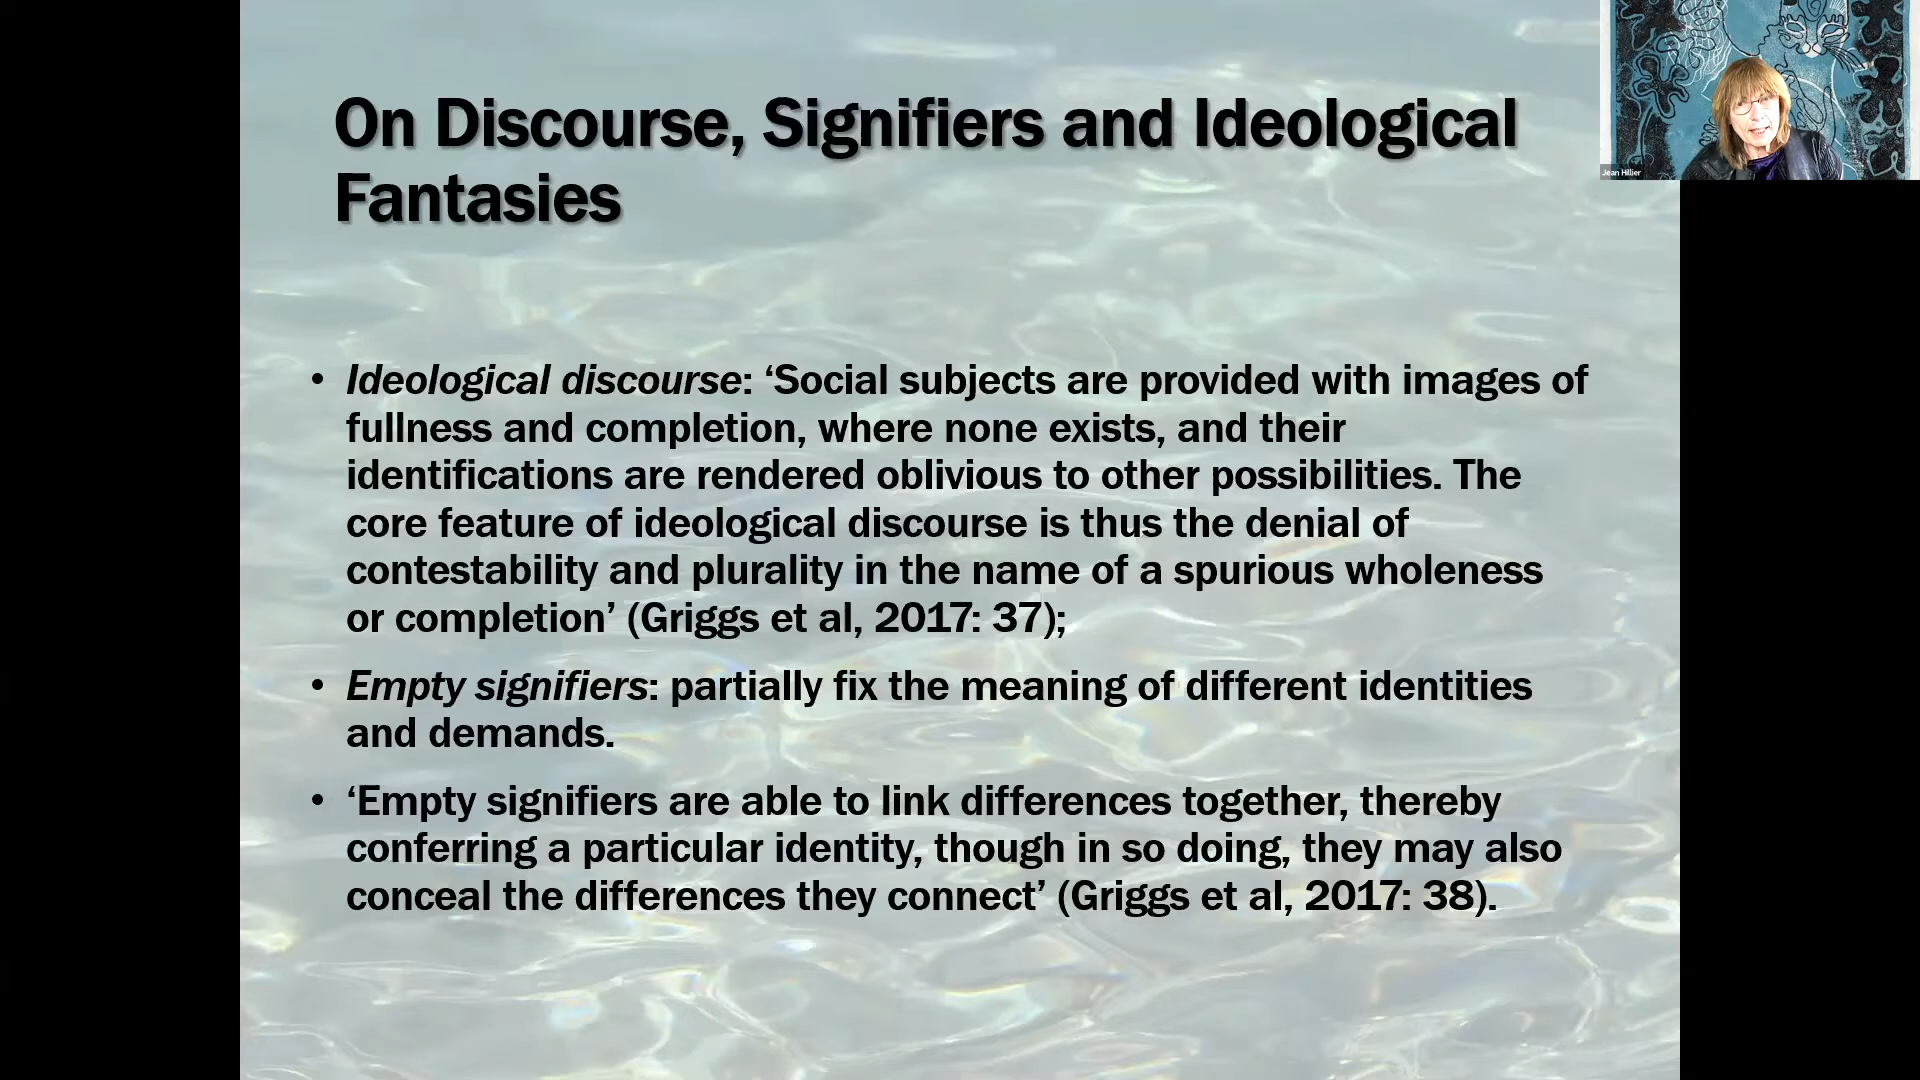 On Discourse, Signifiers and Ideological
Fantasies
Jean Hillier
• Ideological discourse: ‘Social subjects are provided with images of
fullness and completion, where none exists, and their
identifications are rendered oblivious to other possibilities. The
core feature of ideological discourse is thus the denial of
contestability and plurality in the name of a spurious wholeness
or completion’ (Griggs et al, 2017: 37);
• Empty signifiers: partially fix the meaning of different identities
and demands.
• ‘Empty signifiers are able to link differences together, thereby
conferring a particular identity, though in so doing, they may also
conceal the differences they connect’ (Griggs et al, 2017: 38).